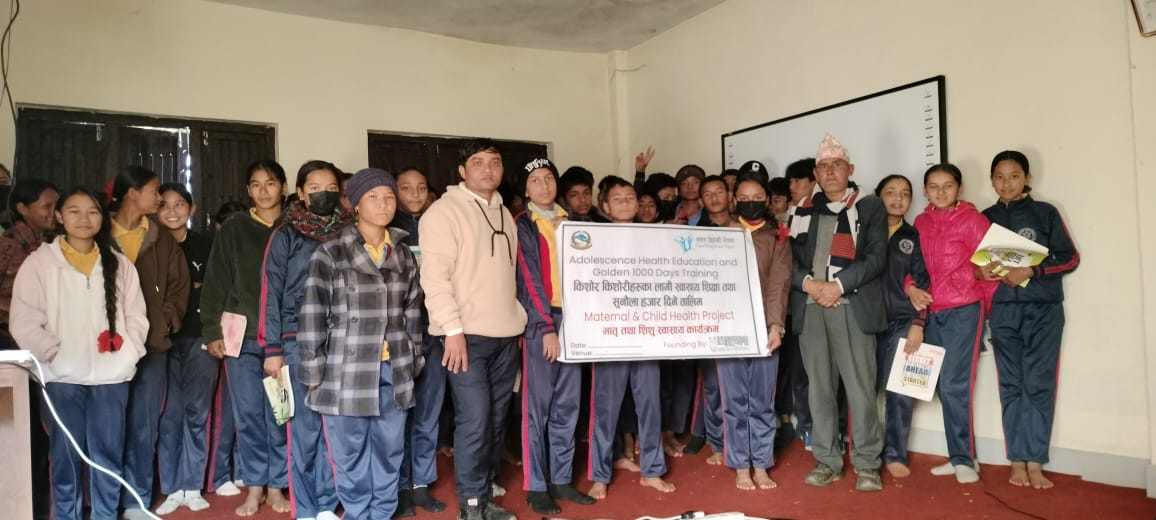 Adolescence Health Education and
Golden 1000 Days Training
किशोर किशोरीहरुका लागी स्वास्थ्य शिक्षा तथा
सुनौला हजार दिने तालिम
Maternal & Child Health Project
मातृ तथा शिशु स्वास्थ्य कार्यक्रम
Date :
Venue:
Founding By:
AHEAD
STARTED